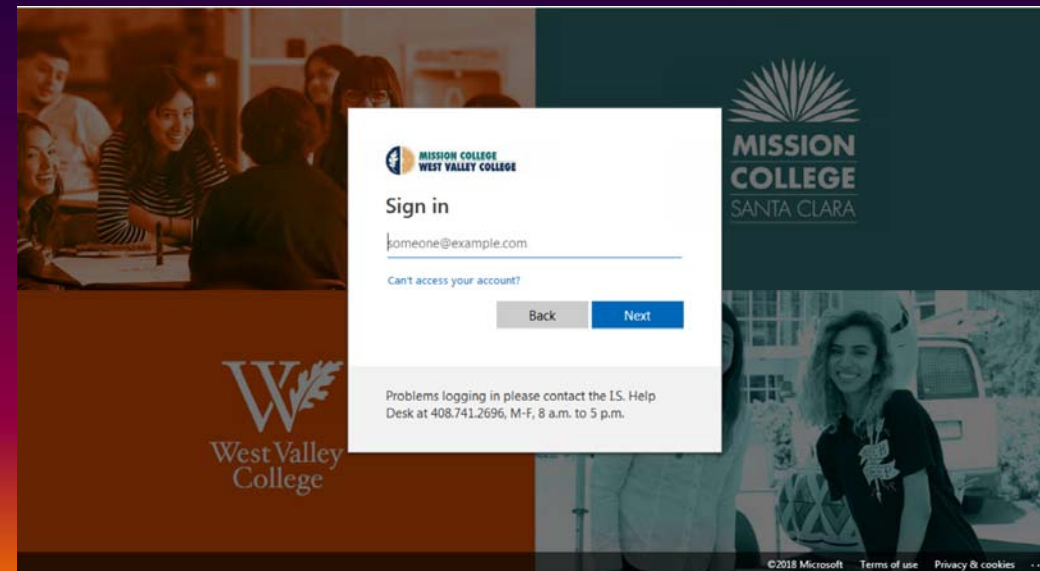 MISSION COLLEGE
WEST VALLEY COLLEGE
Sign in
someone@example.com
Can't access your account?
Back
Next
Problems logging in please contact the I.S. Help
Desk at 408.741.2696, M-F, 8 a.m. to 5 p.m.
MISSION
COLLEGE
SANTA CLARA
W
West Valley
College
©2018 Microsoft Terms of use Privacy & cookies ...